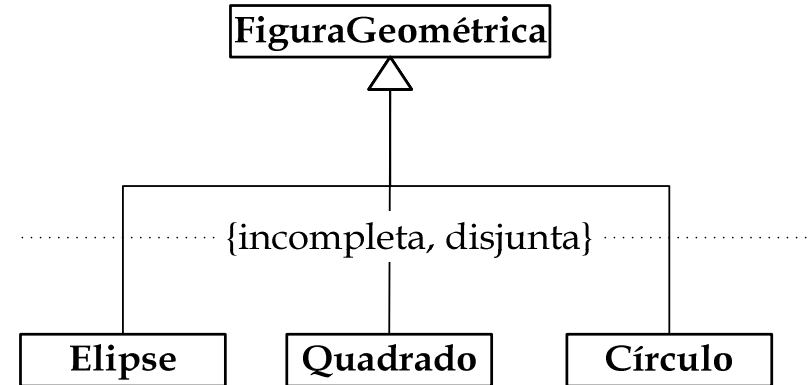 FiguraGeométrica
{incompleta, disjunta}
Elipse
Quadrado
Círculo